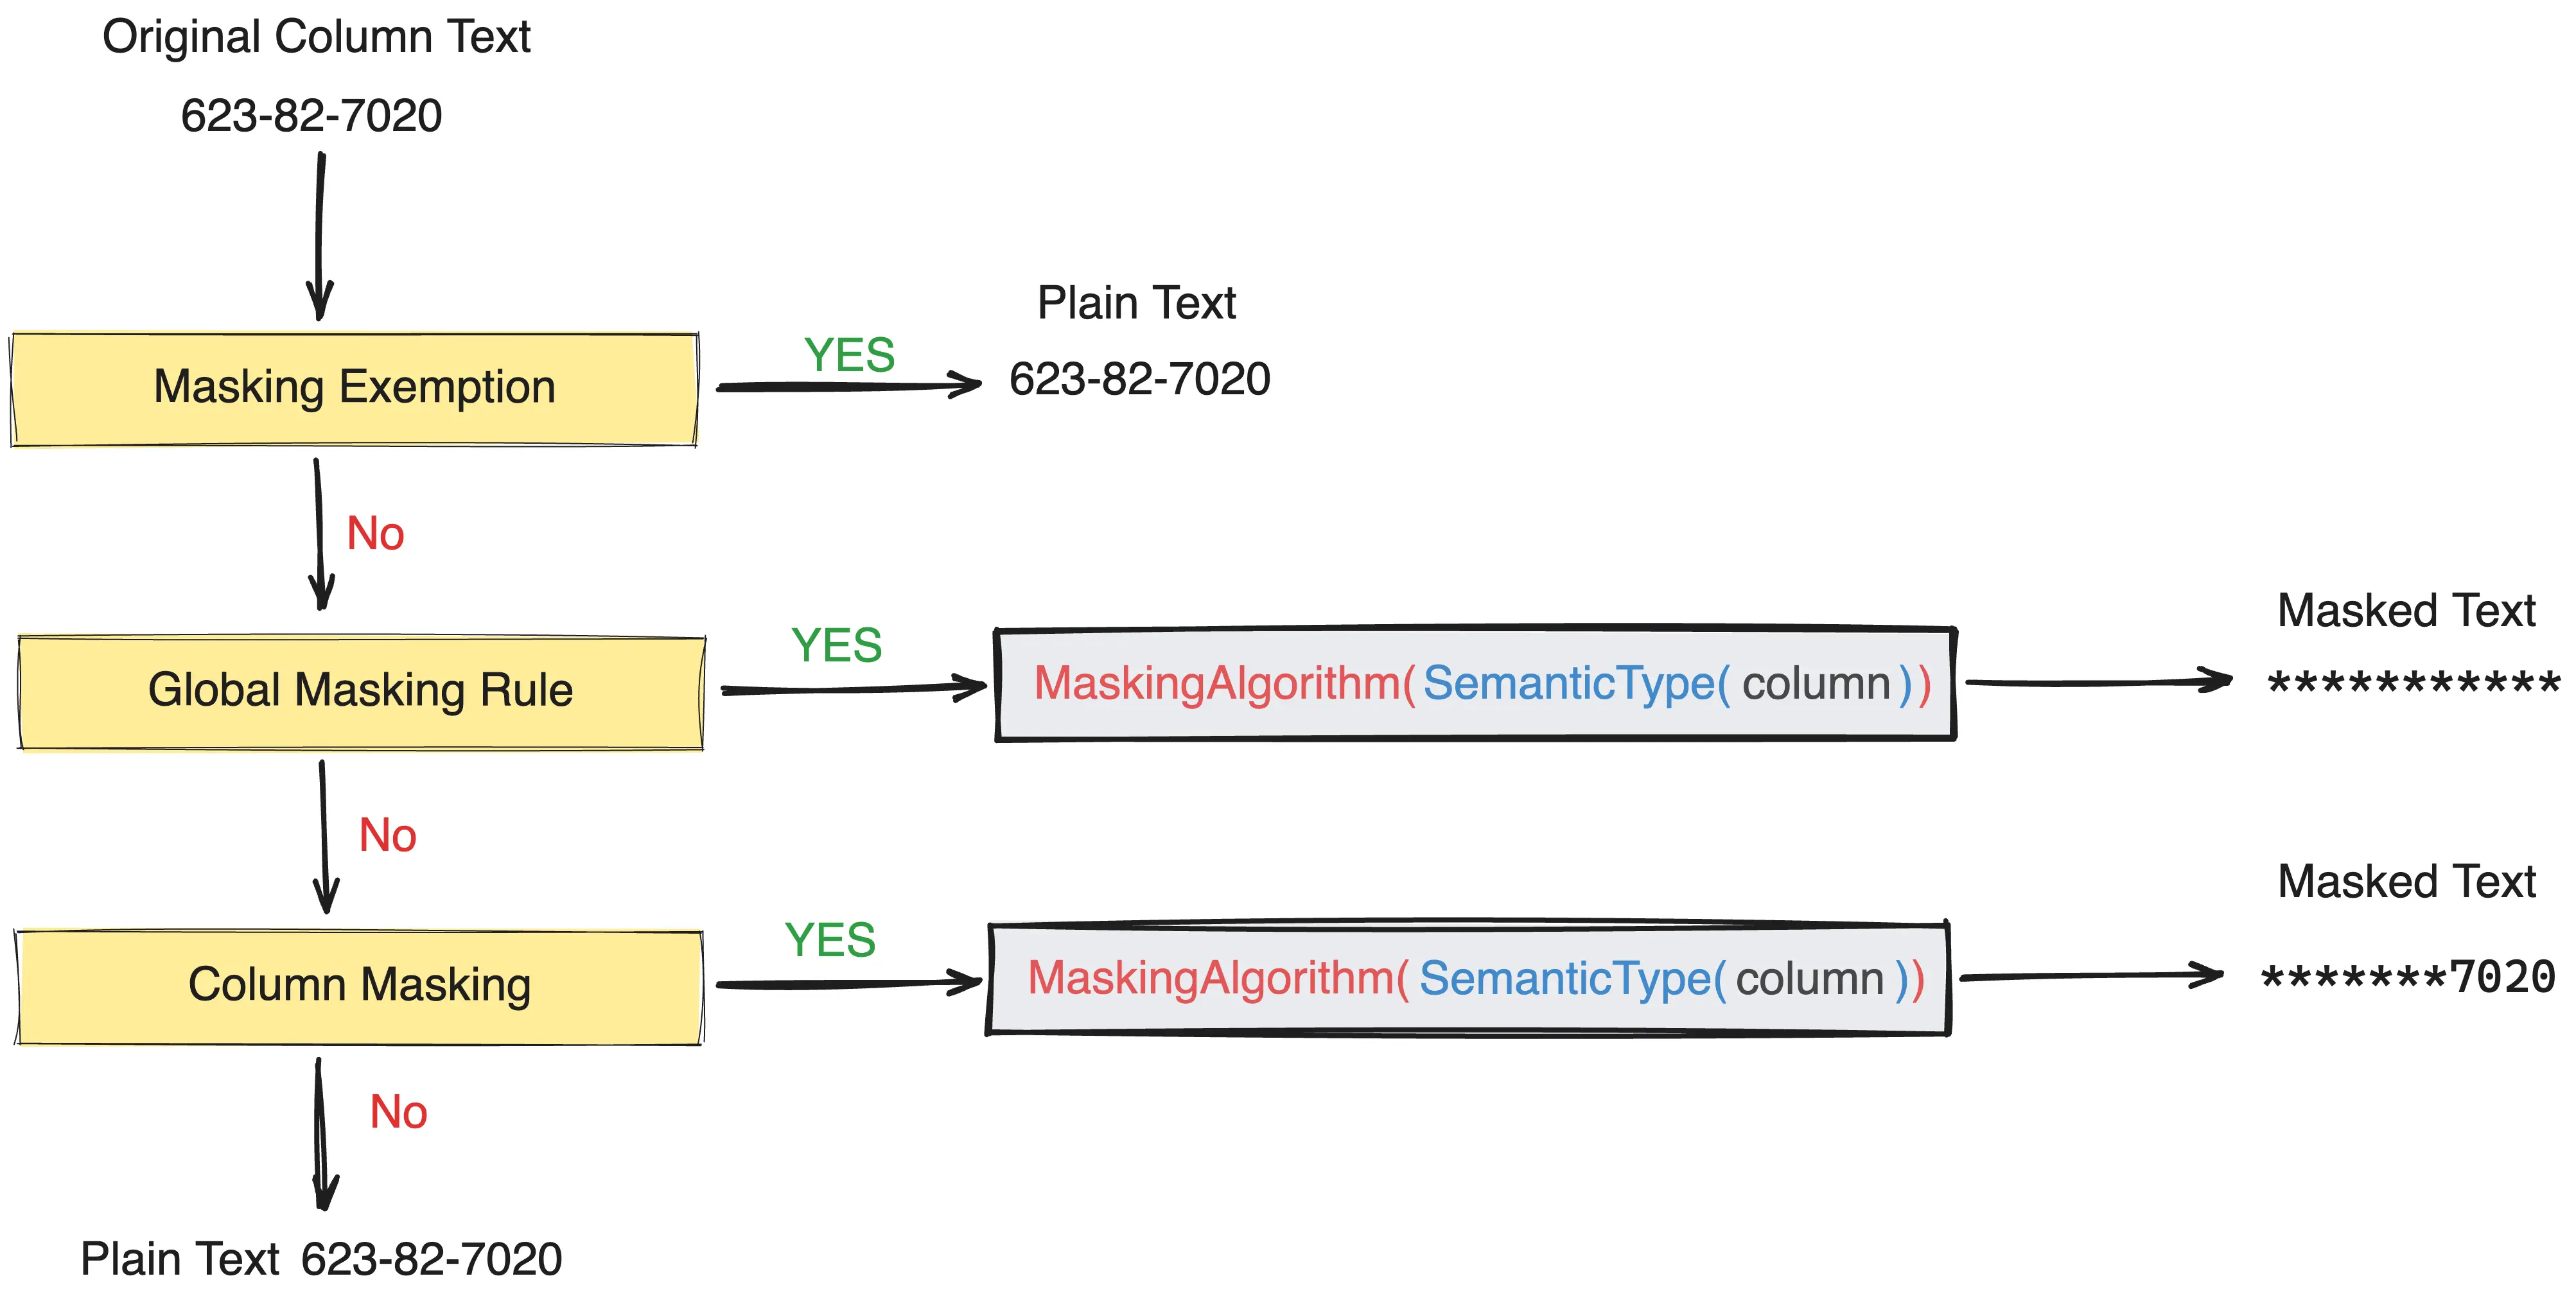 Original Column Text
623-82-7020
Masking Exemption
YES
Plain Text
623-82-7020
No
Global Masking Rule
YES
MaskingAlgorithm( SemanticType( column ) )
Masked Text
***********
No
Column Masking
YES
MaskingAlgorithm( SemanticType( column ) )
Masked Text
*******7020
No
Plain Text 623-82-7020